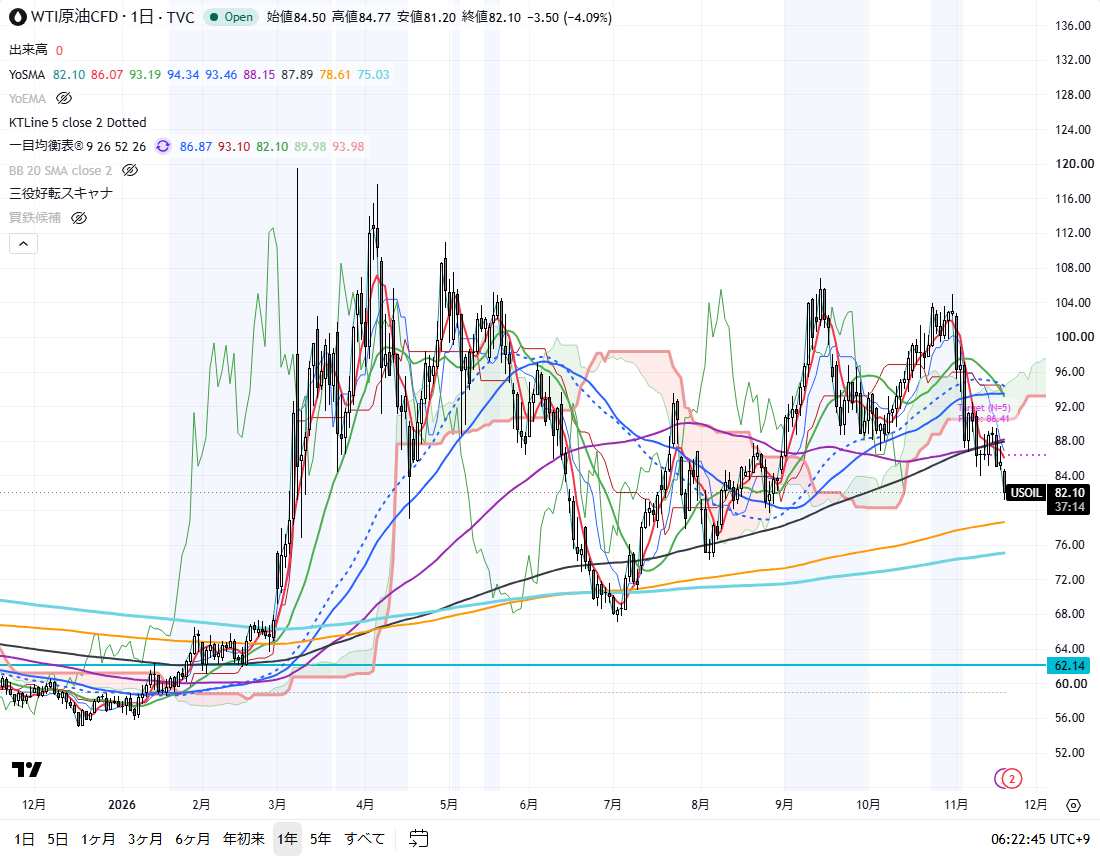 WTI原油CFD · 1日 · TVC Open 始値84.50 高値84.77 安値81.20 終値82.10 −3.50 (−4.09%)
出来高 0
YoSMA 82.10 86.07 93.19 94.34 93.46 88.15 87.89 78.61 75.03
YoEMA
KTLine 5 close 2 Dotted
一目均衡表® 9 26 52 26 86.87 93.10 82.10 89.98 93.98
BB 20 SMA close 2
三役好転スキャナ
買鉄候補
136.00
132.00
128.00
124.00
120.00
116.00
112.00
108.00
104.00
100.00
96.00
92.00
Target (N=5)
88.00
84.00
USOIL 82.10
37:14
76.00
72.00
68.00
64.00
62.14
60.00
56.00
52.00
2
12月 2026 2月 3月 4月 5月 6月 7月 8月 9月 10月 11月 12月
1日 5日 1ヶ月 3ヶ月 6ヶ月 年初来 1年 5年 すべて 06:22:45 UTC+9